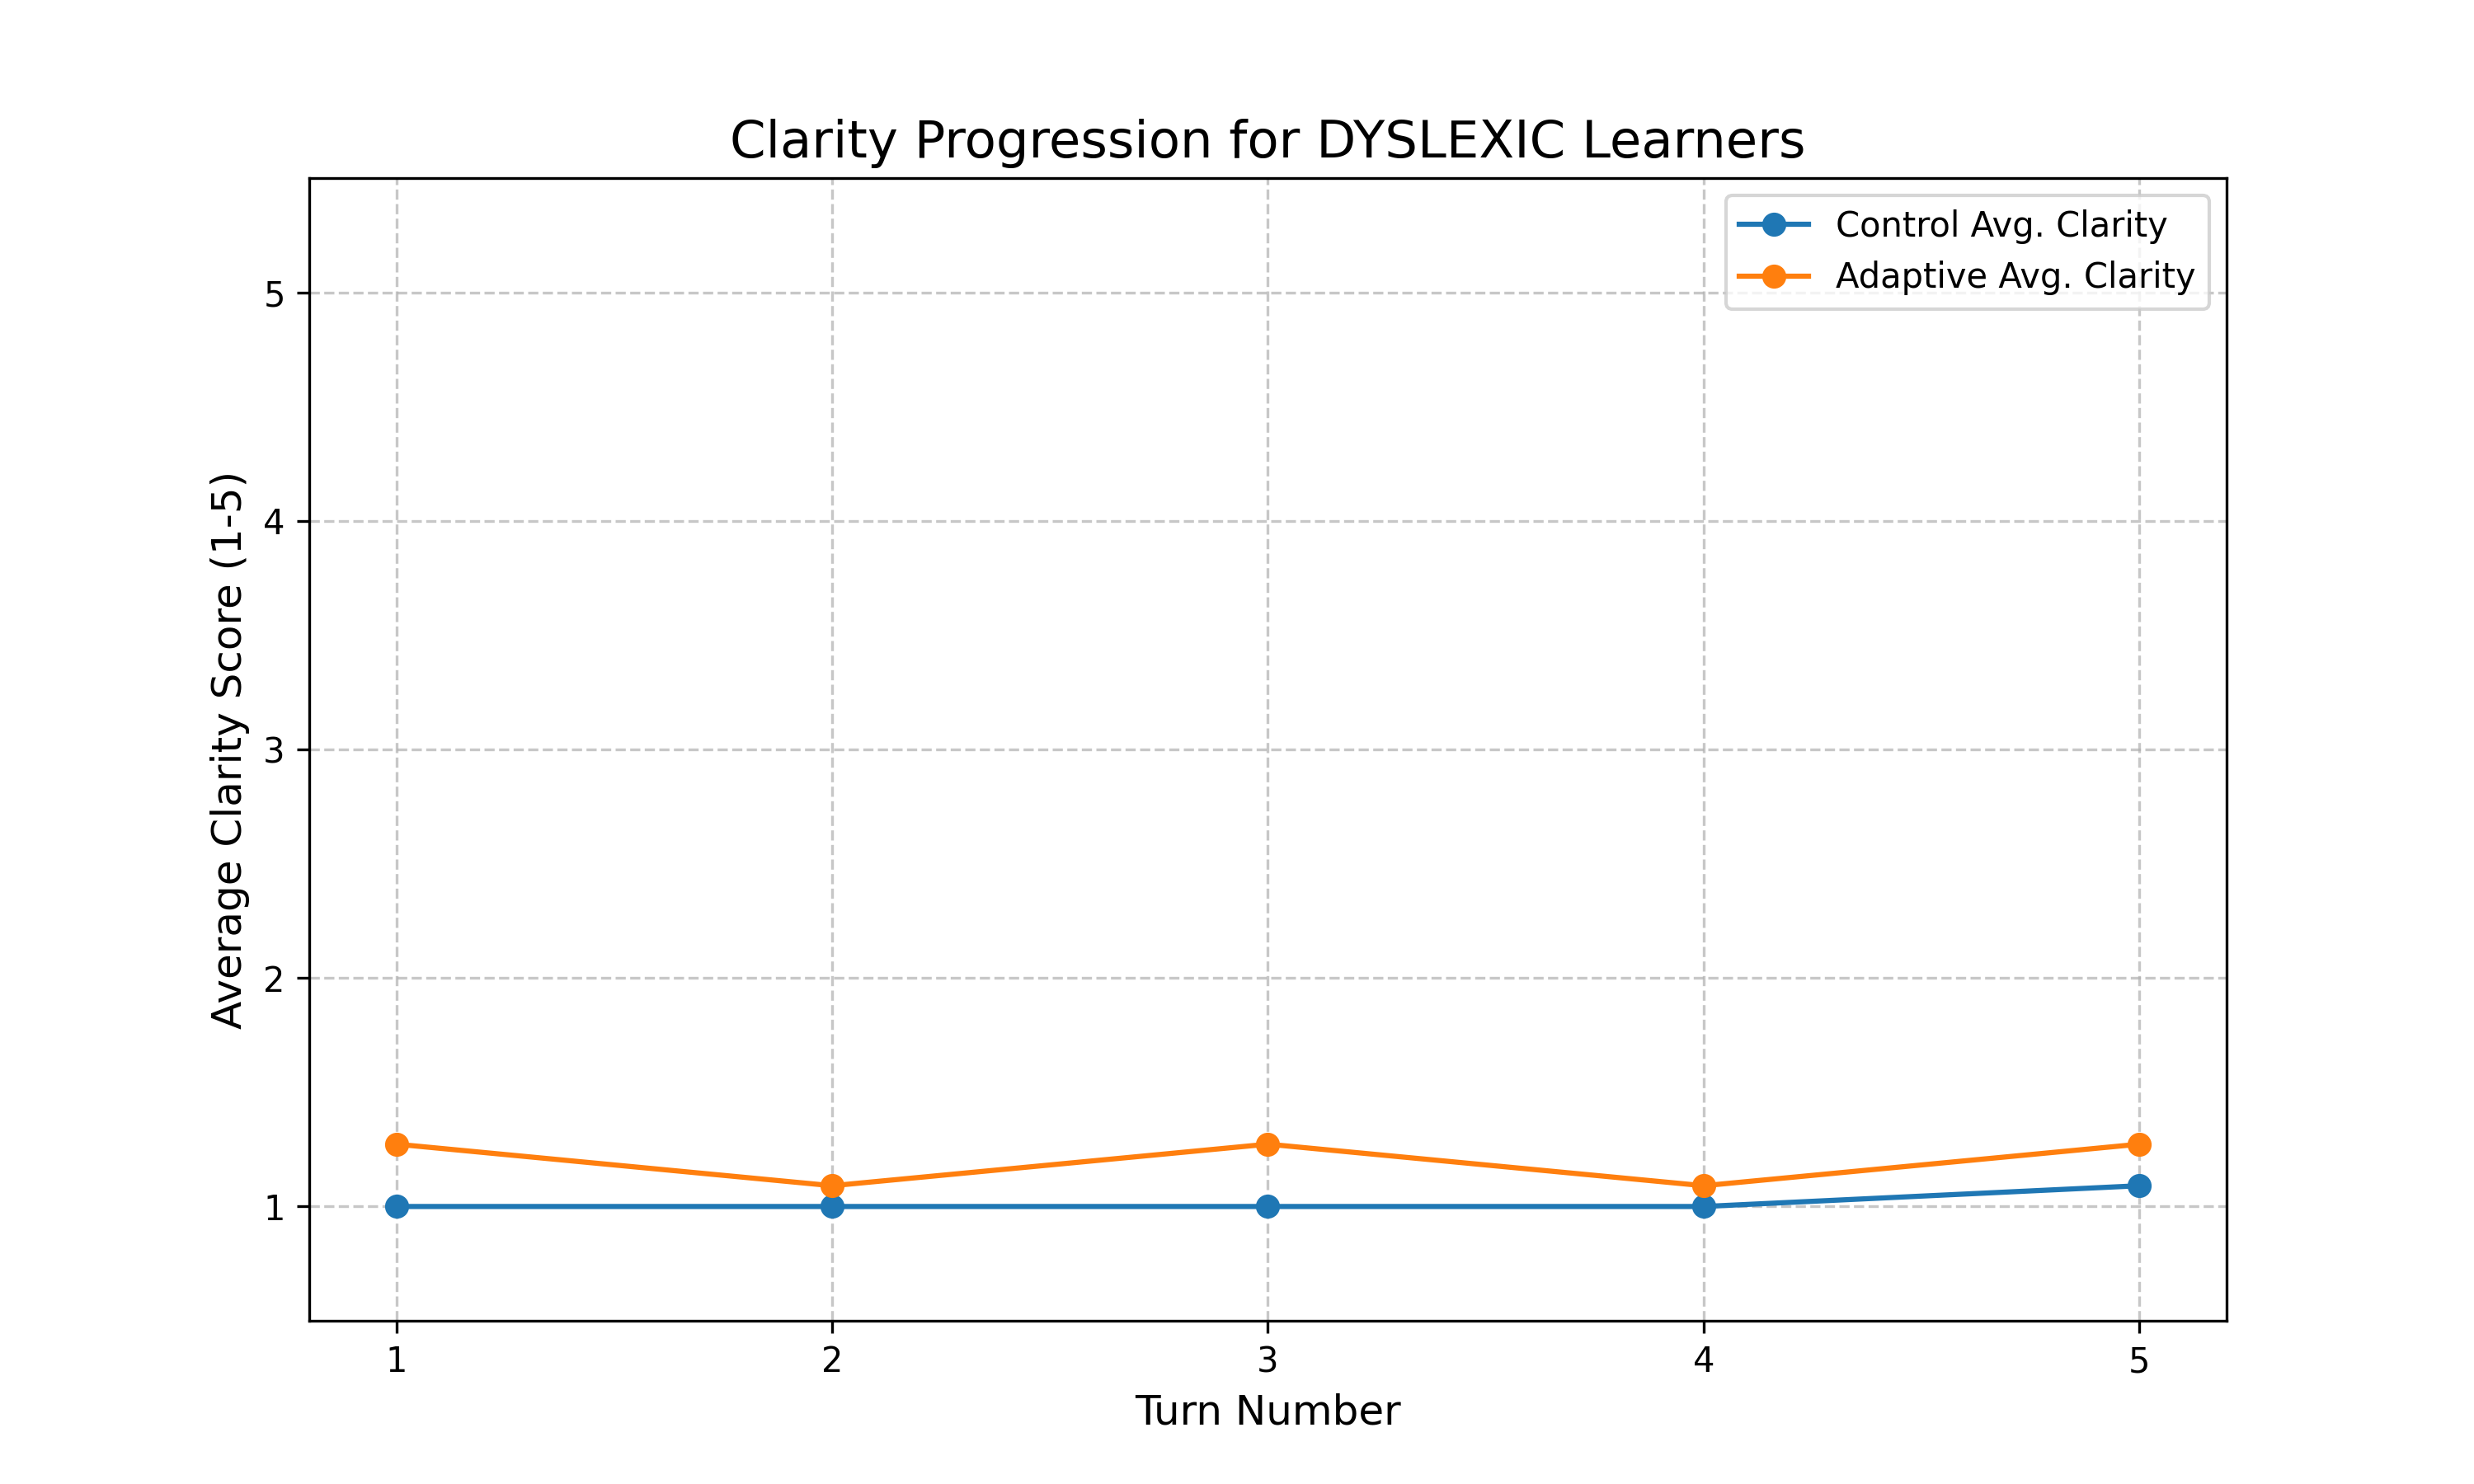 Clarity Progression for DYSLEXIC Learners
Control Avg. Clarity
Adaptive Avg. Clarity
Average Clarity Score (1-5)
5
4
3
2
1
1 2 3 4 5
Turn Number